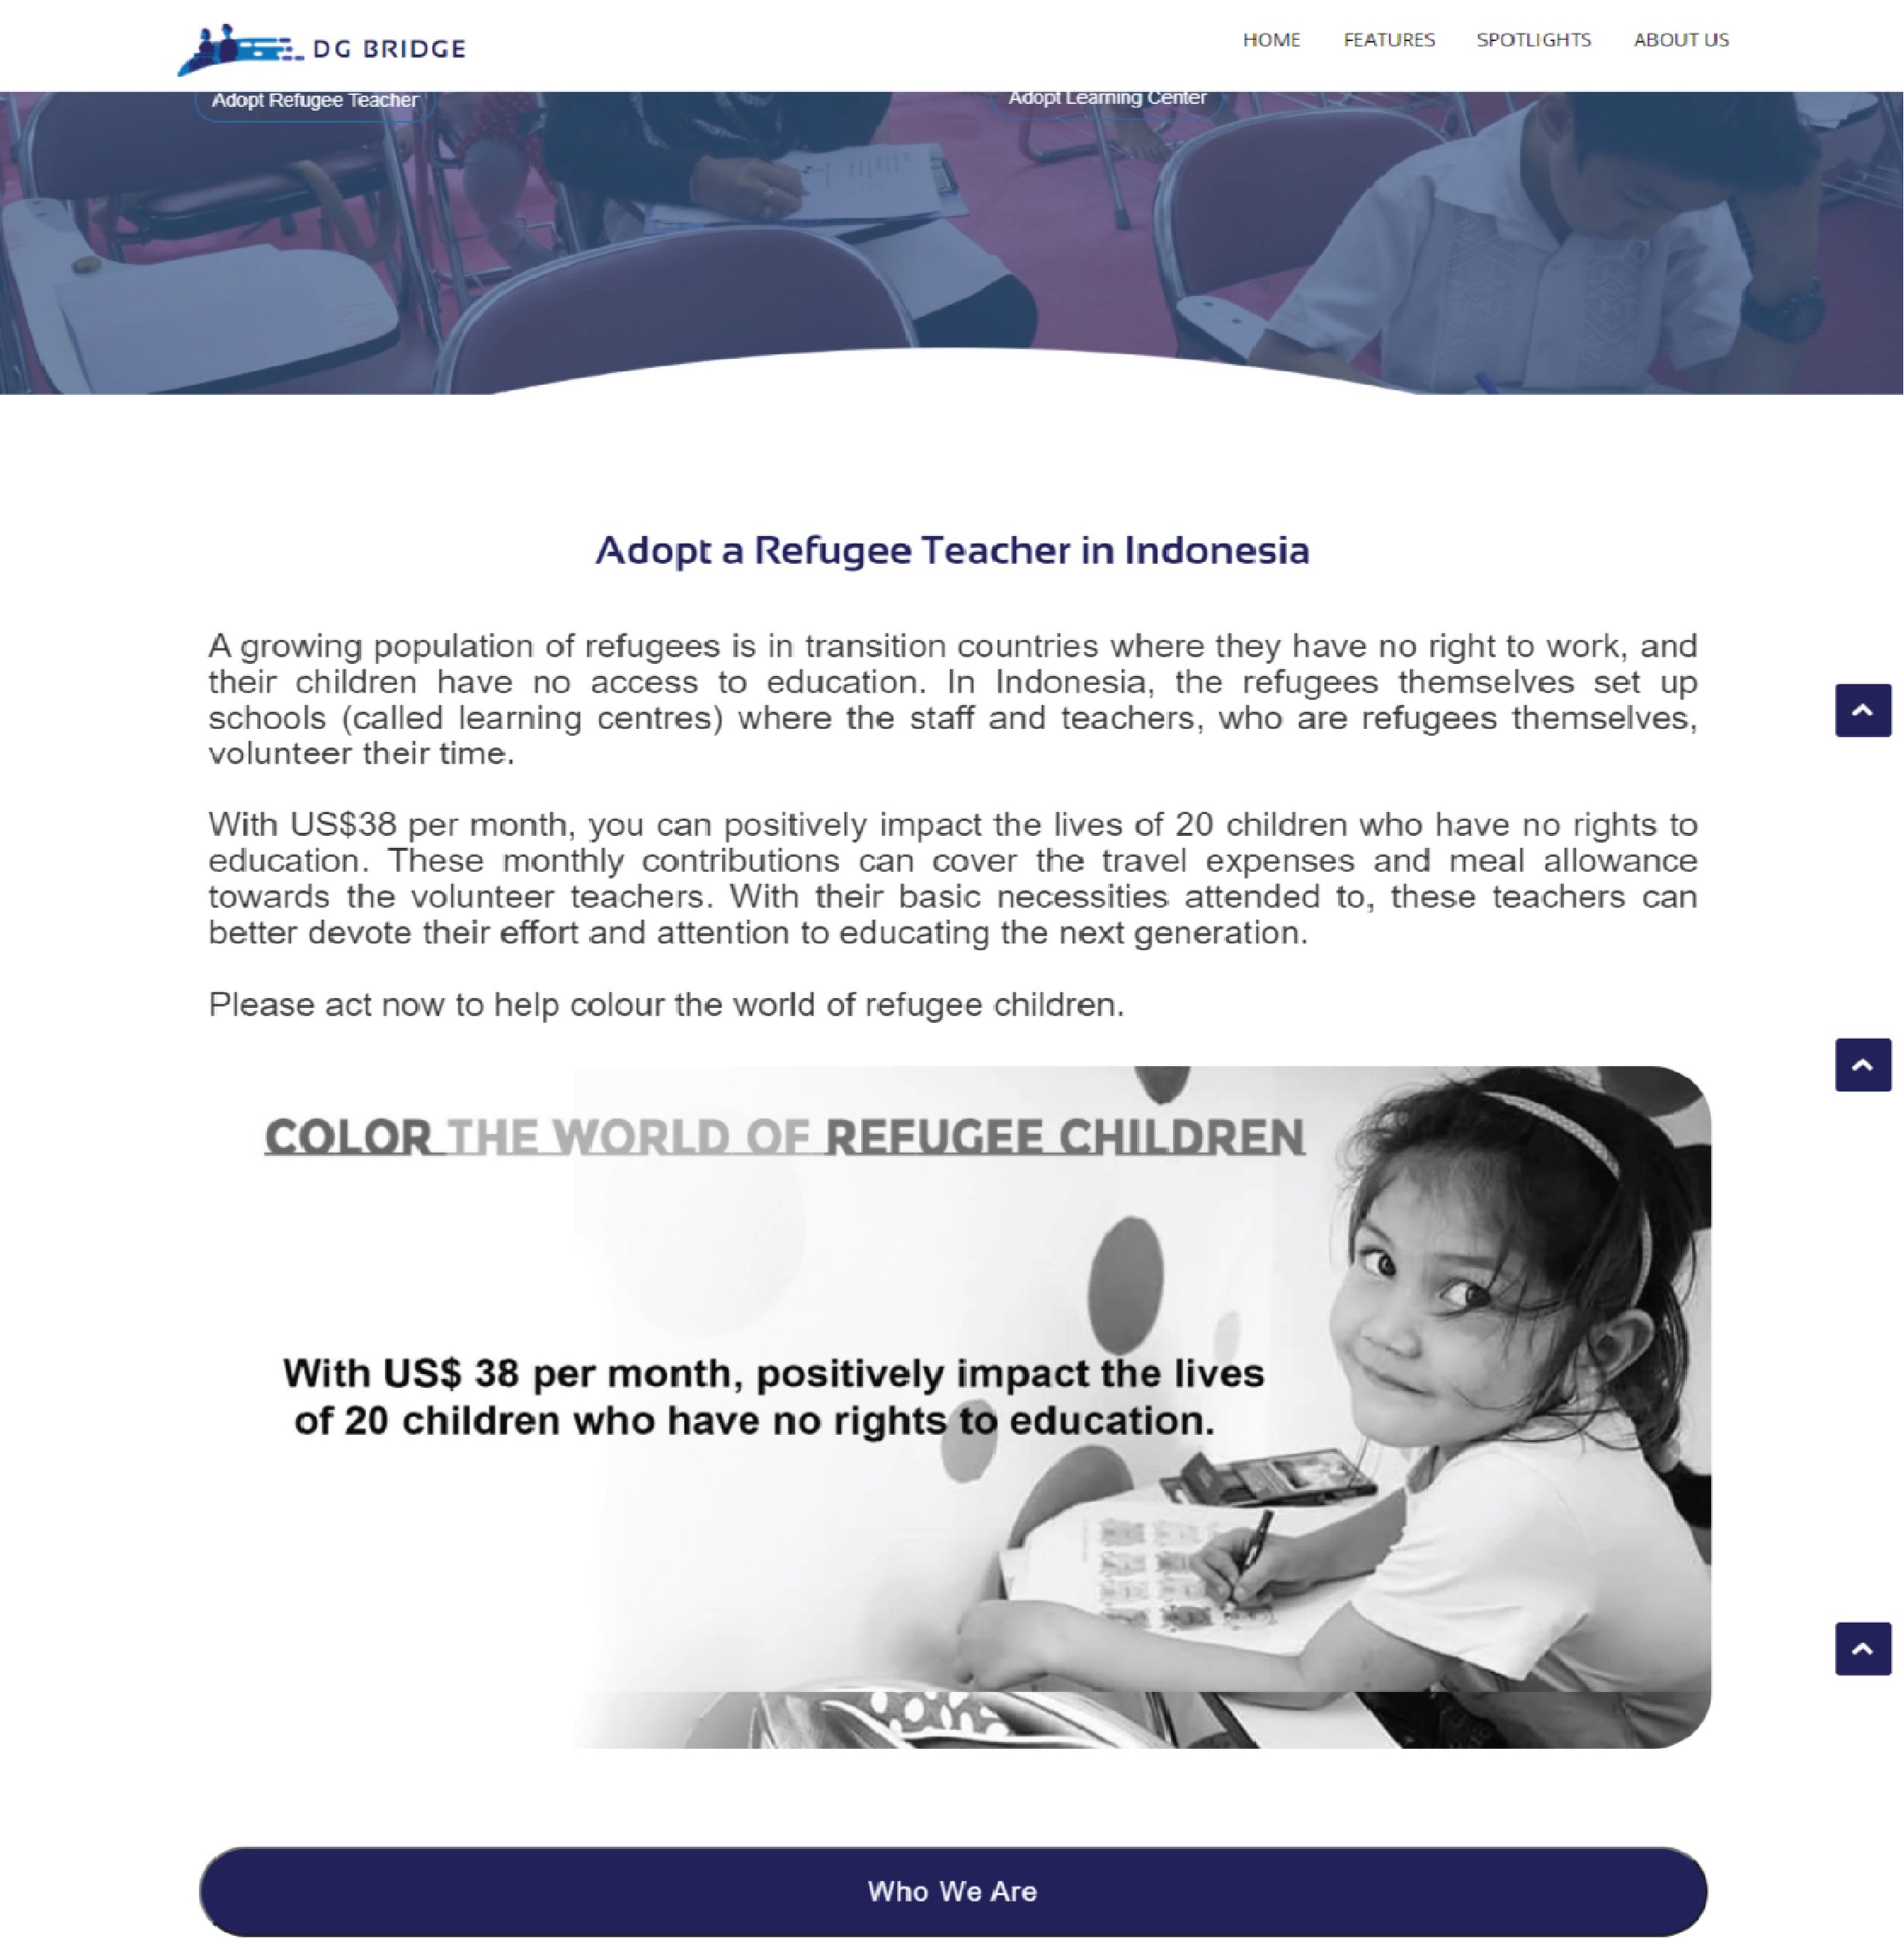 DG BRIDGE
HOME FEATURES SPOTLIGHTS ABOUT US
Adopt Refugee Teacher
Adopt Learning Center
Adopt a Refugee Teacher in Indonesia
A growing population of refugees is in transition countries where they have no right to work, and
their children have no access to education. In Indonesia, the refugees themselves set up
schools (called learning centres) where the staff and teachers, who are refugees themselves,
volunteer their time.
With US$38 per month, you can positively impact the lives of 20 children who have no rights to
education. These monthly contributions can cover the travel expenses and meal allowance
towards the volunteer teachers. With their basic necessities attended to, these teachers can
better devote their effort and attention to educating the next generation.
Please act now to help colour the world of refugee children.
COLOR THE WORLD OF REFUGEE CHILDREN
With US$ 38 per month, positively impact the lives
of 20 children who have no rights to education.
Who We Are